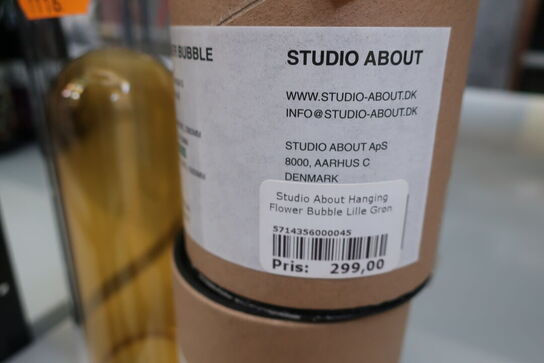 1116
BUBBLE
STUDIO ABOUT
WWW.STUDIO-ABOUT.DK
INFO@STUDIO-ABOUT.DK
STUDIO ABOUT ApS
8000, AARHUS C
DENMARK
Studio About Hanging
Flower Bubble Lille Grøn
5714356000045
Pris: 299,00